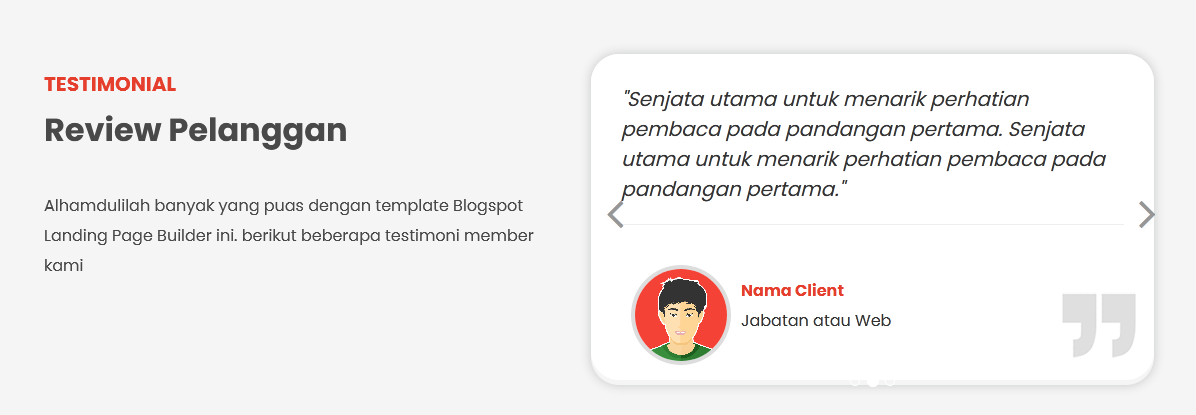 TESTIMONIAL
Review Pelanggan
Alhamdulilah banyak yang puas dengan template Blogspot
Landing Page Builder ini. berikut beberapa testimoni member
kami
"Senjata utama untuk menarik perhatian
pembaca pada pandangan pertama. Senjata
utama untuk menarik perhatian pembaca pada
pandangan pertama."
Nama Client
Jabatan atau Web